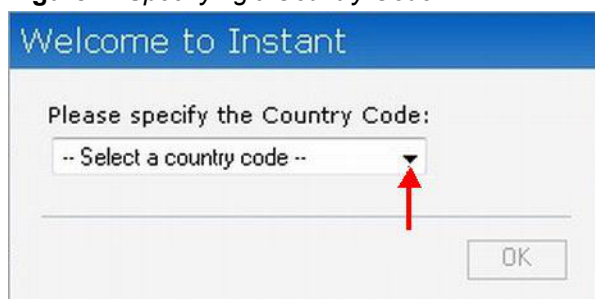 Welcome to Instant
Please specify the Country Code:
-- Select a country code --
OK